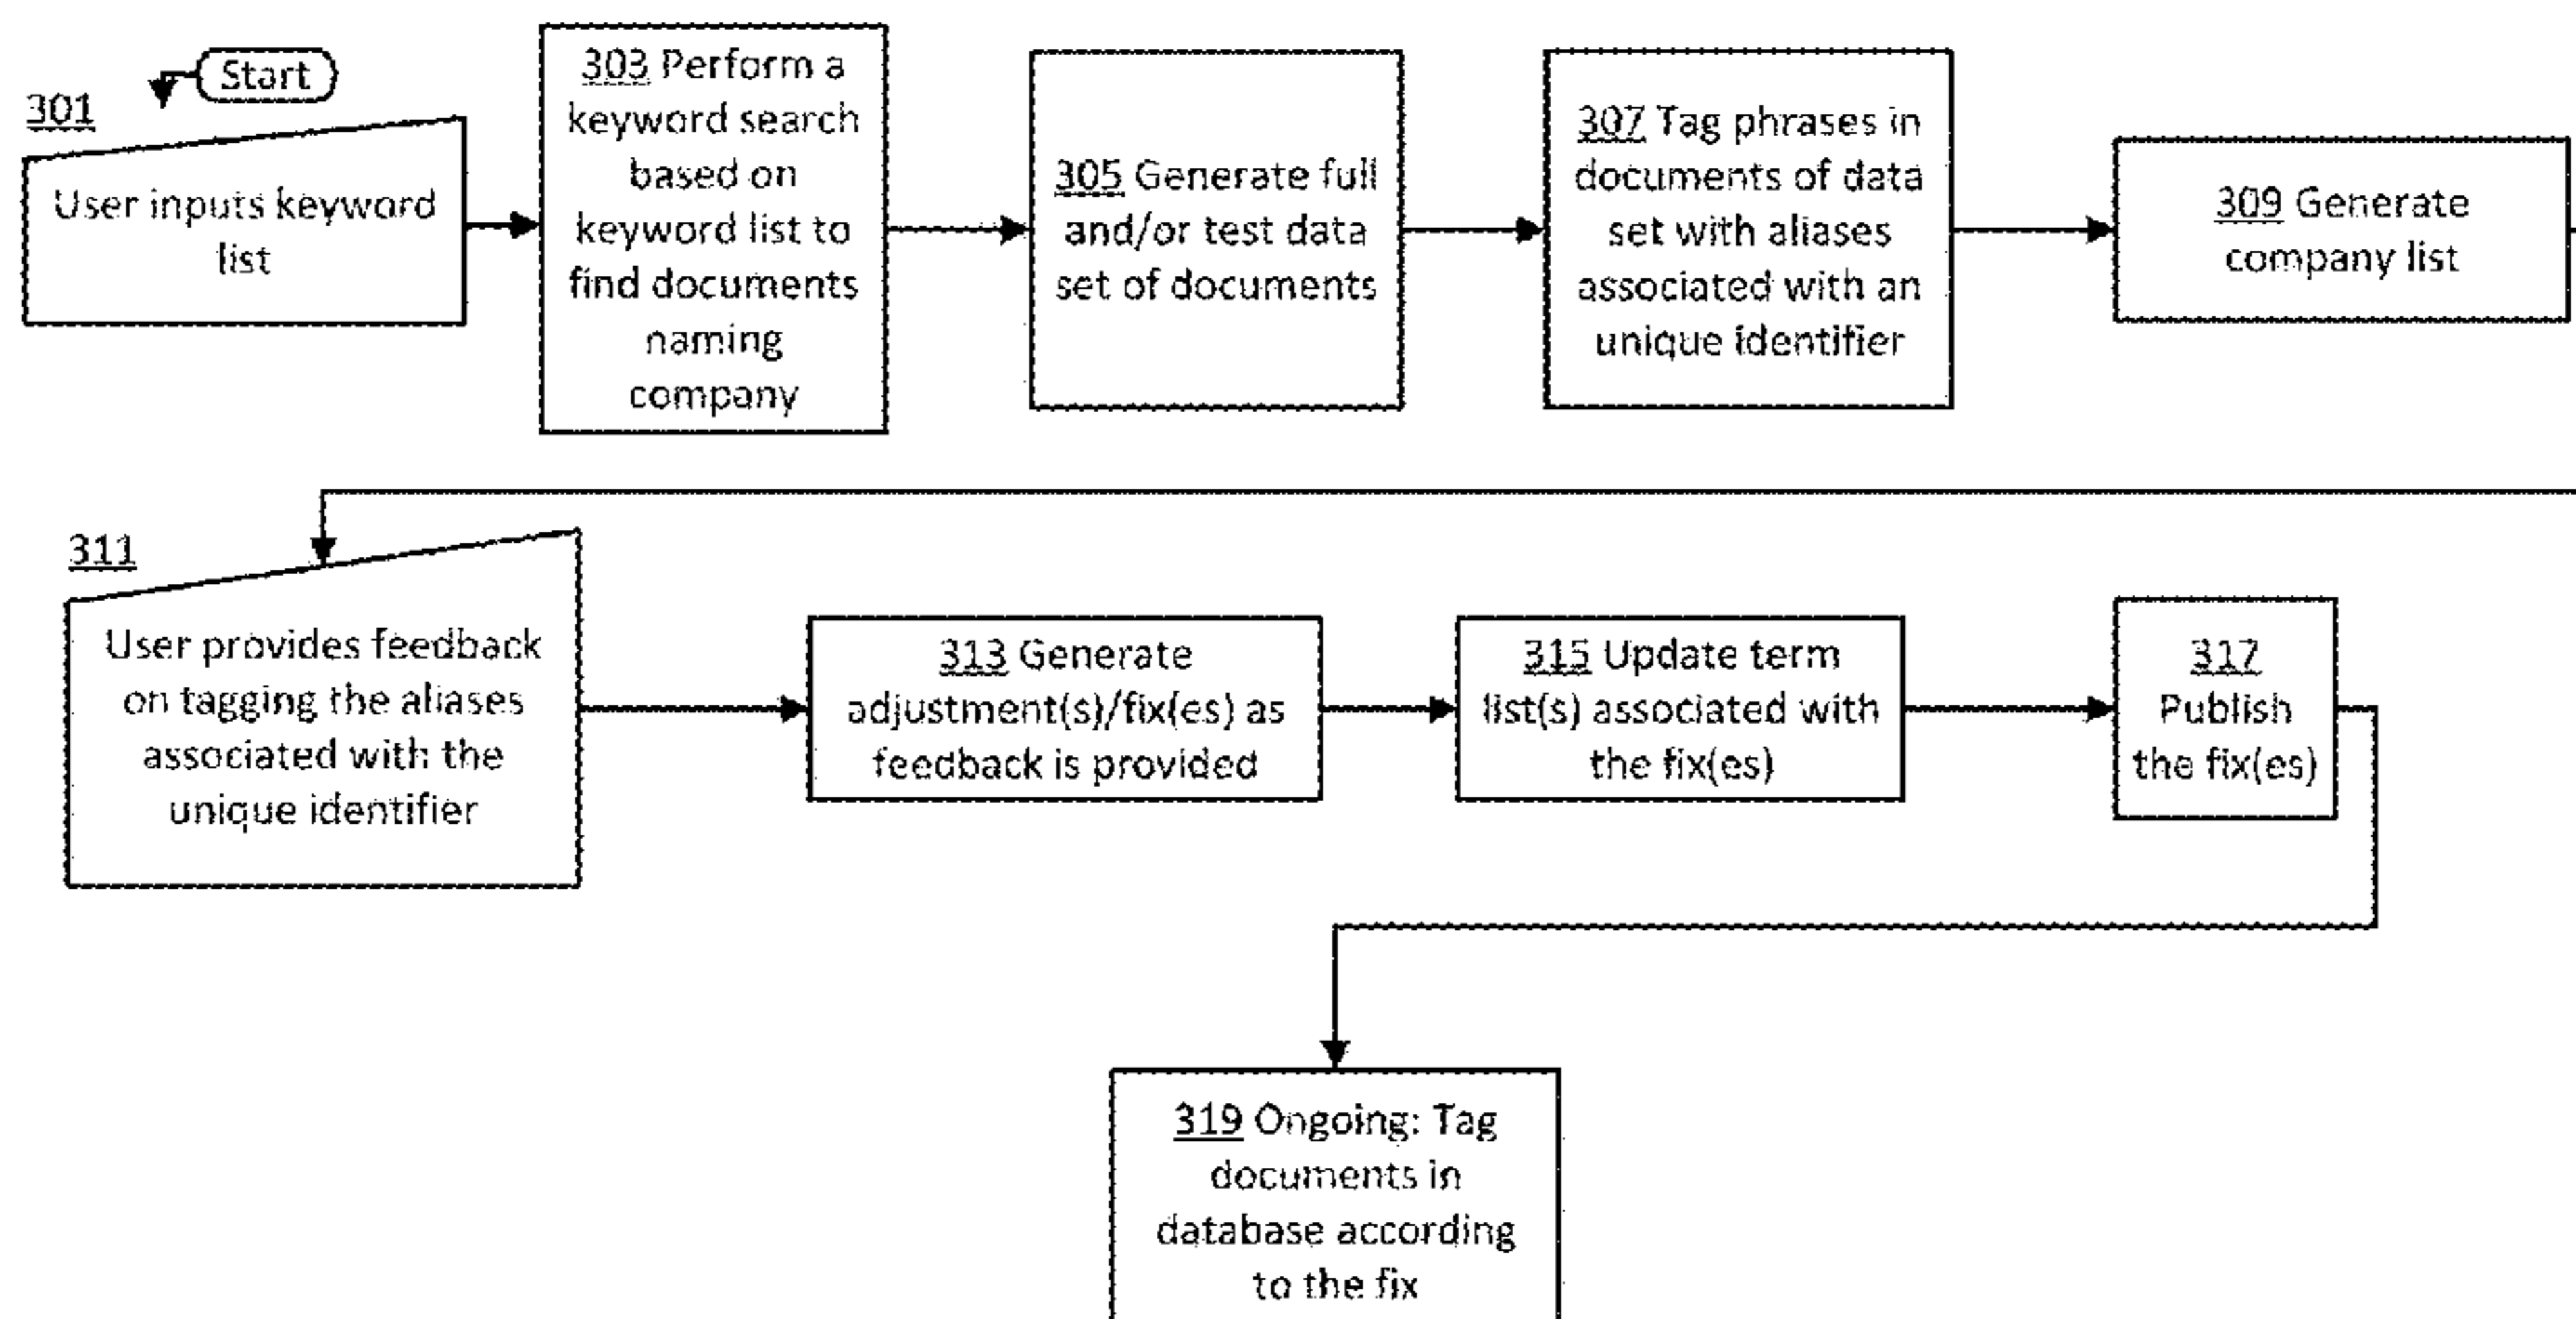 Start
301
User inputs keyword
list
303 Perform a
keyword search
based on
keyword list to
find documents
naming
company
305 Generate full
and/or test data
set of documents
307 Tag phrases in
documents of data
set with aliases
associated with an
unique identifier
309 Generate
company list
311
User provides feedback
on tagging the aliases
associated with the
unique identifier
313 Generate
adjustment(s)/fix(es) as
feedback is provided
315 Update term
list(s) associated with
the fix(es)
317
Publish
the fix(es)
319 Ongoing: Tag
documents in
database according
to the fix